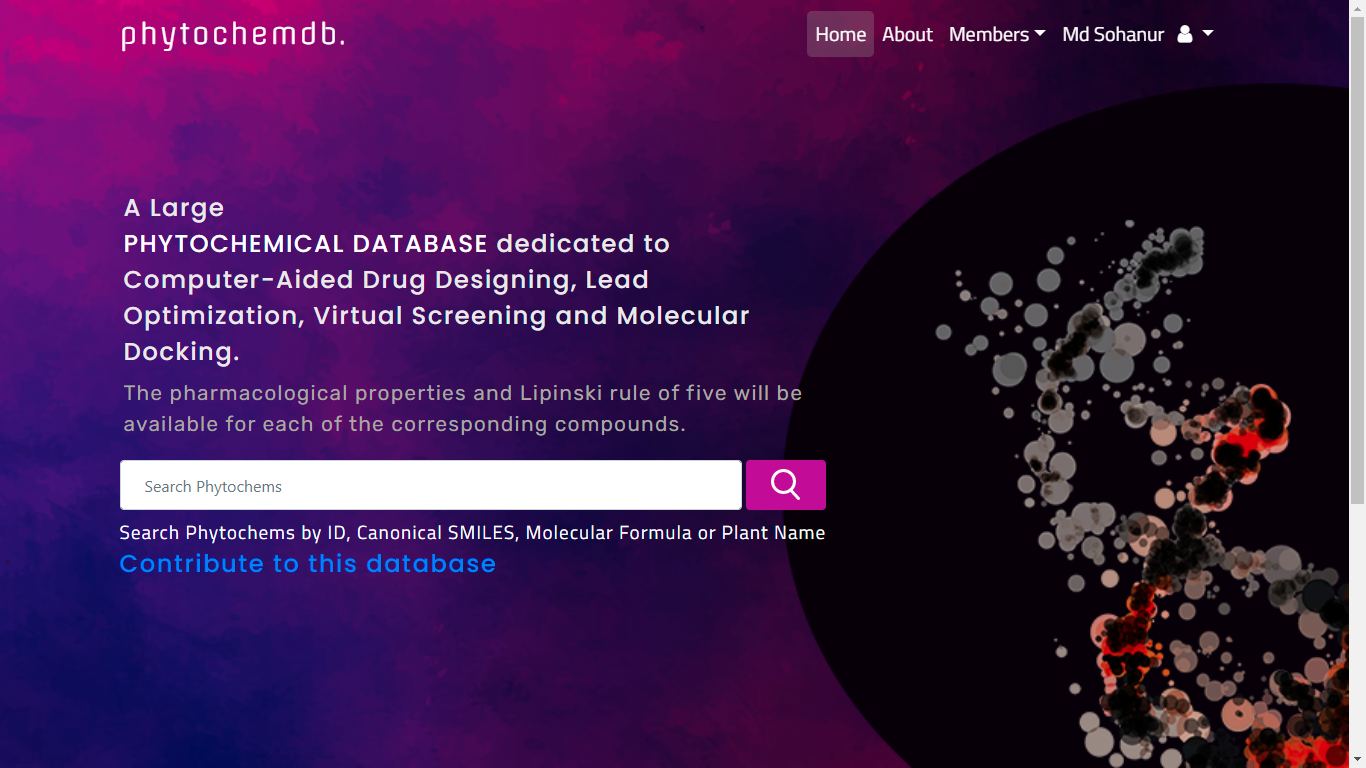 phytochemdb.
Home About Members Md Sohanur
A Large
PHYTOCHEMICAL DATABASE dedicated to
Computer-Aided Drug Designing, Lead
Optimization, Virtual Screening and Molecular
Docking.
The pharmacological properties and Lipinski rule of five will be
available for each of the corresponding compounds.
Search Phytochems
Search Phytochems by ID, Canonical SMILES, Molecular Formula or Plant Name
Contribute to this database